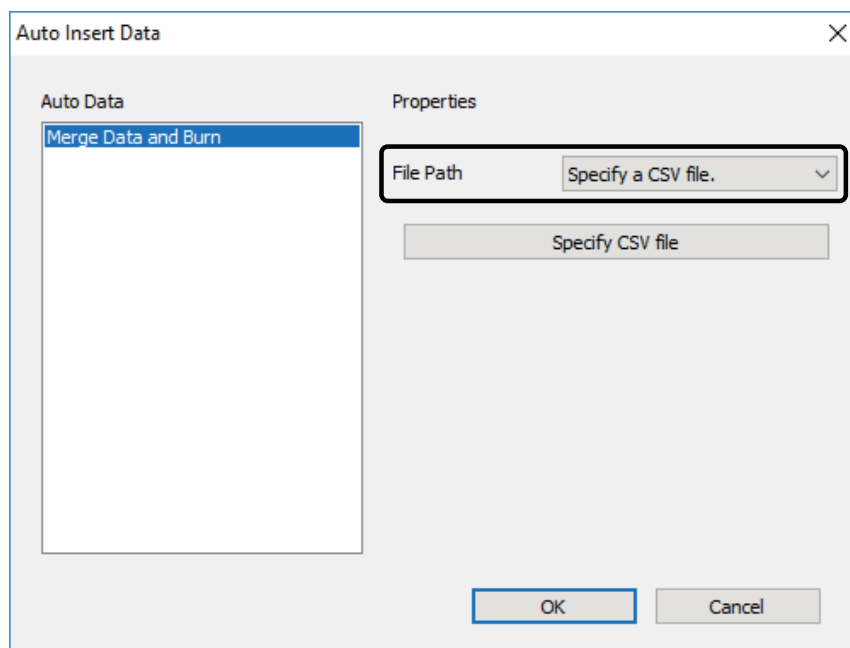 Auto Insert Data
Auto Data
Merge Data and Burn
Properties
File Path
Specify a CSV file.
Specify CSV file
OK
Cancel